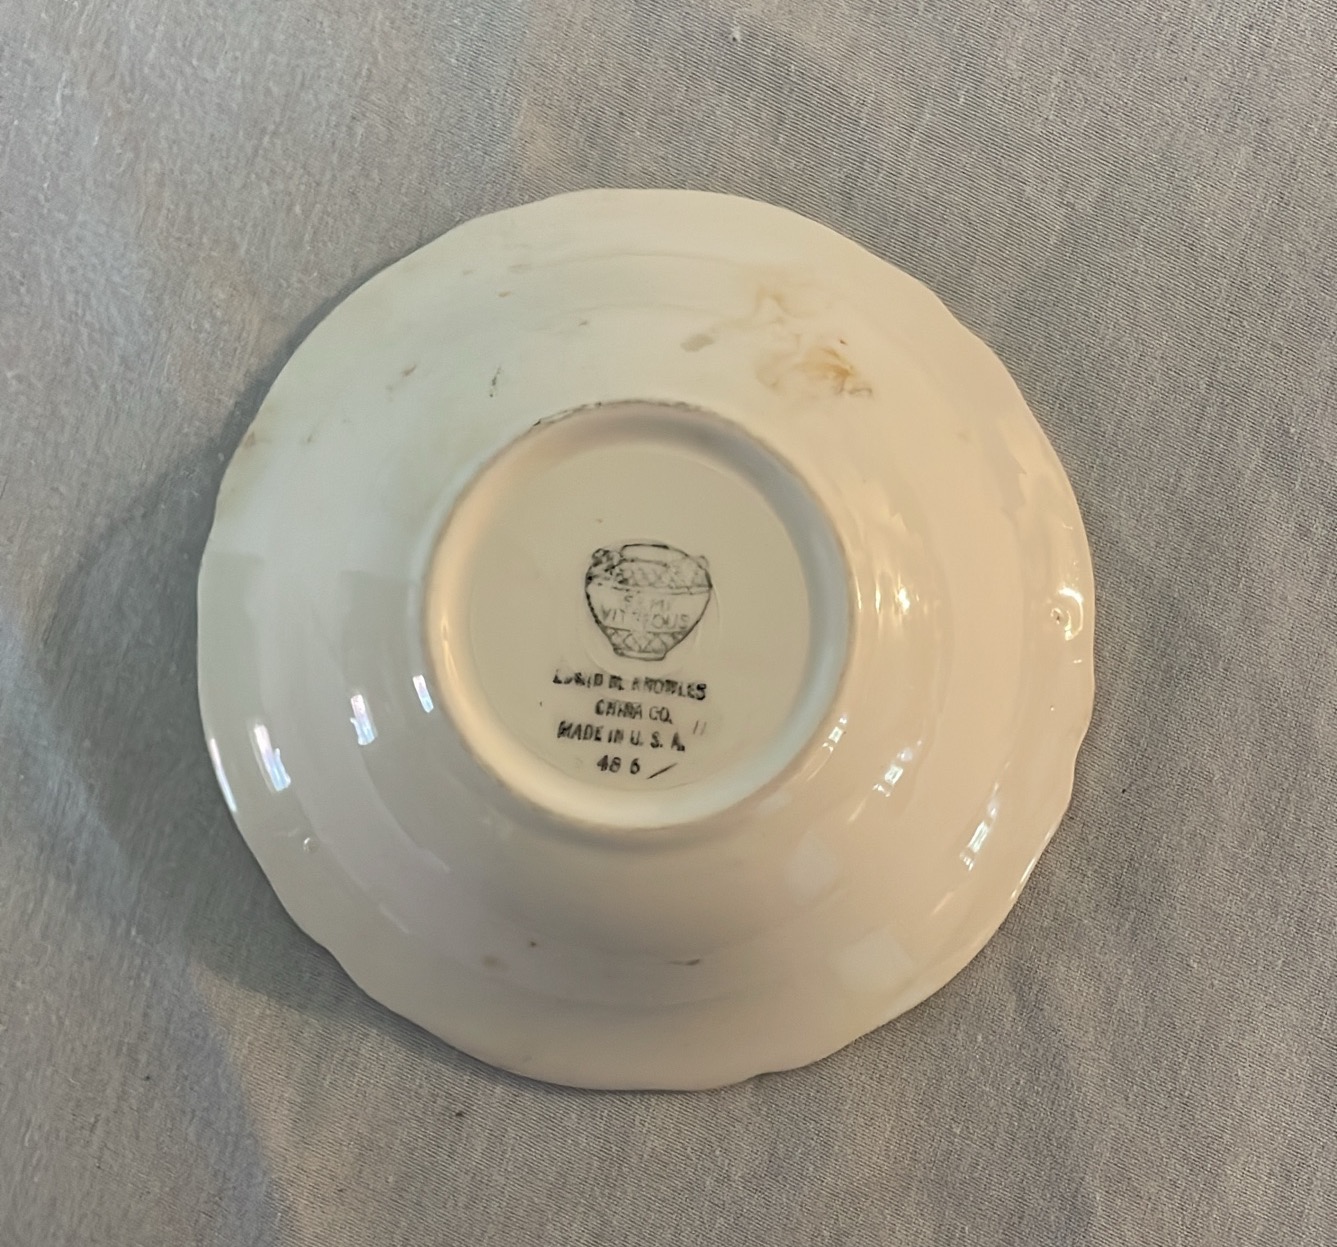 SEMI
VITREOUS
EDWIN M. KNOWLES
CHINA CO.
MADE IN U. S. A.
48 6